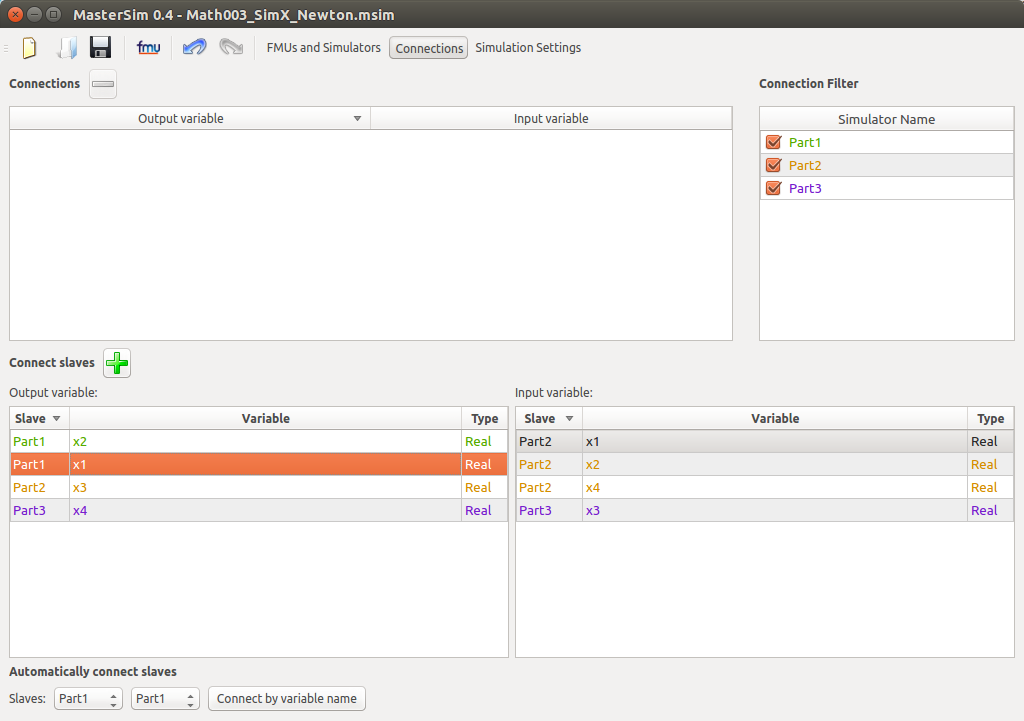 MasterSim 0.4 - Math003_SimX_Newton.msim
fmu FMUs and Simulators Connections Simulation Settings
Connections
Connection Filter
Output variable Input variable
Simulator Name
Part1
Part2
Part3
Connect slaves
Output variable:
Slave Variable Type
Part1 x2 Real
Part1 x1 Real
Part2 x3 Real
Part3 x4 Real
Input variable:
Slave Variable Type
Part2 x1 Real
Part2 x2 Real
Part2 x4 Real
Part3 x3 Real
Automatically connect slaves
Slaves: Part1 Part1 Connect by variable name